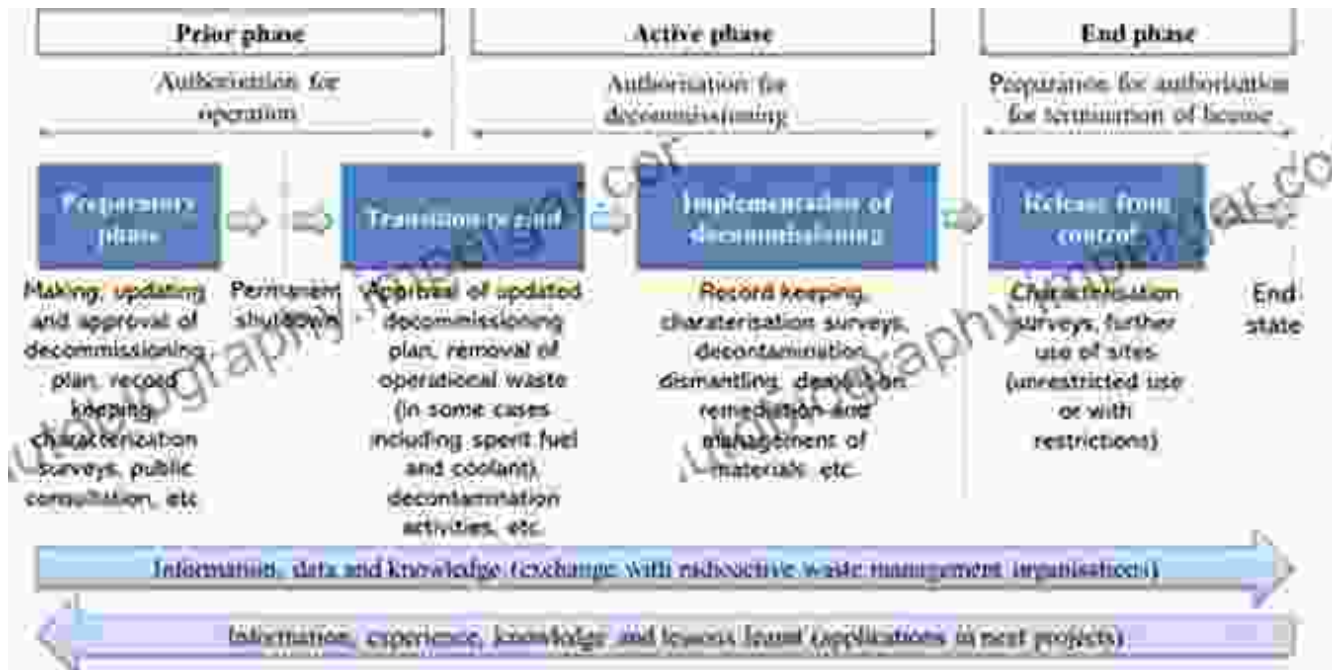 Prior phase
Active phase
End phase
Authorisation for
operation
Authorisation for
decommissioning
Preparation for authorisation
for termination of license
Preparatory
phase
Transition period
Implementation of
decommissioning
Release from
control
Making, updating
and approval of
decommissioning
plan, record
keeping,
characterization
surveys, public
consultation, etc.
Permanent
shutdown
Approval of updated
decommissioning
plan, removal of
operational waste
(in some cases
including spent fuel
and coolant),
decontamination
activities, etc.
Record keeping,
charaterisation surveys,
decontamination,
dismantling, demolition,
remediation and
management of
materials, etc.
Characterisation
surveys, further
use of sites
(unrestricted use
or with
restrictions)
End
state
Information, data and knowledge (exchange with radioactive waste management organisations)
Information, experience, knowledge and lessons learnt (applications in next projects)